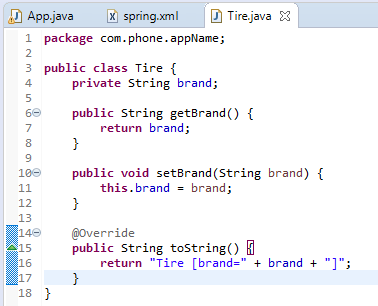 App.java spring.xml Tire.java
1 package com.phone.appName;
2
3 public class Tire {
4     private String brand;
5
6     public String getBrand() {
7         return brand;
8     }
9
10     public void setBrand(String brand) {
11         this.brand = brand;
12     }
13
14     @Override
15     public String toString() {
16         return "Tire [brand=" + brand + "]";
17     }
18 }